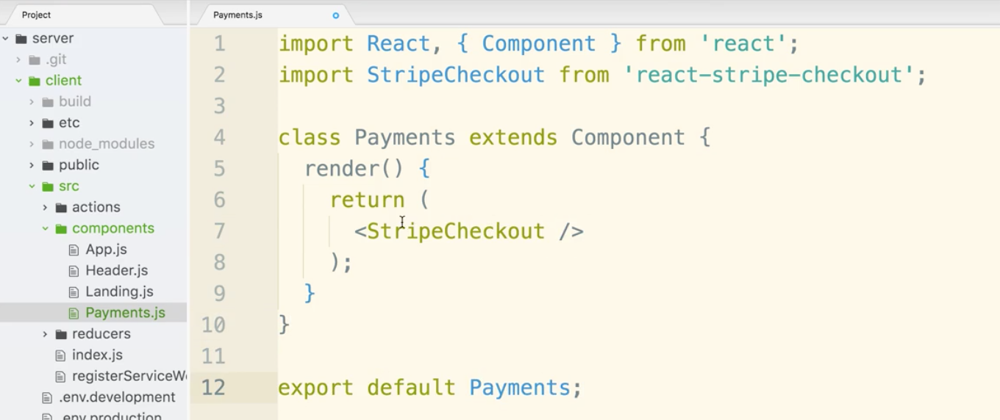 Project
server
.git
client
build
etc
node_modules
public
src
actions
components
App.js
Header.js
Landing.js
Payments.js
reducers
index.js
registerServiceWo
.env.development
.env.production
Payments.js
1 import React, { Component } from 'react';
2 import StripeCheckout from 'react-stripe-checkout';
3
4 class Payments extends Component {
5 render() {
6 return (
7 <StripeCheckout />
8 );
9 }
10 }
11
12 export default Payments;